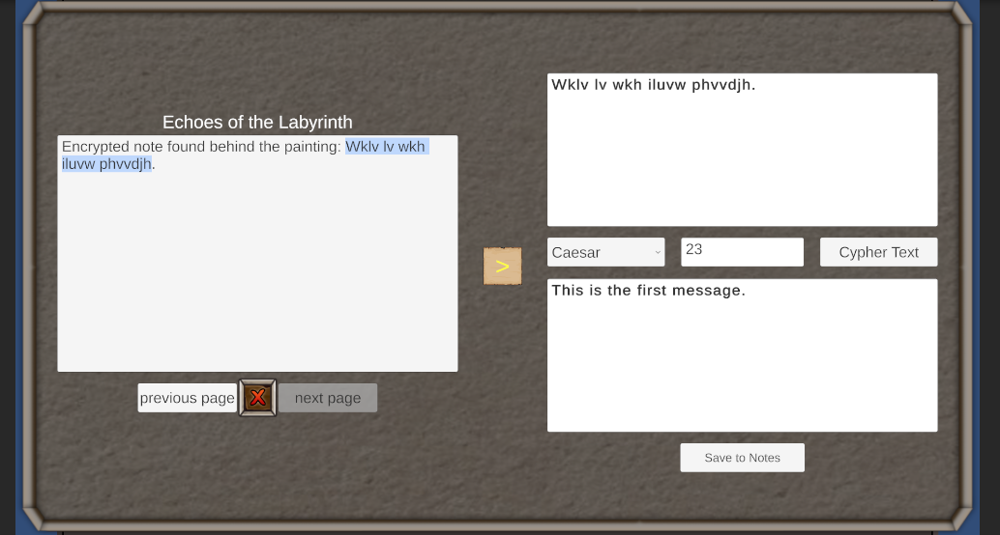 Echoes of the Labyrinth
Encrypted note found behind the painting: Wklv lv wkh
iluvw phvvdjh.
previous page
X
next page
>
Wklv lv wkh iluvw phvvdjh.
Caesar
23
Cypher Text
This is the first message.
Save to Notes